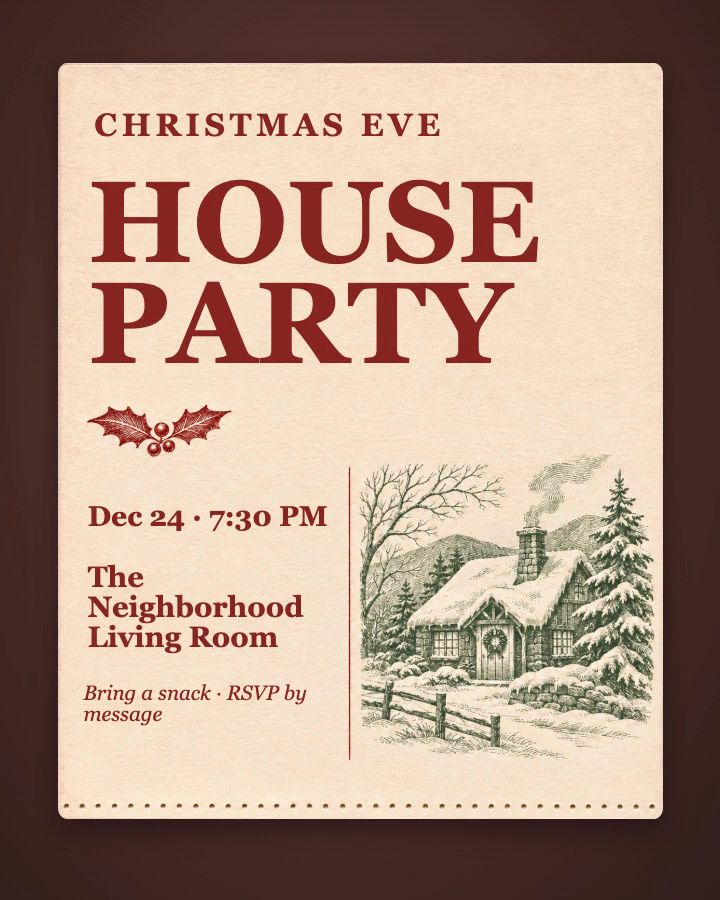 CHRISTMAS EVE
HOUSE
PARTY
Dec 24 · 7:30 PM
The
Neighborhood
Living Room
Bring a snack · RSVP by
message